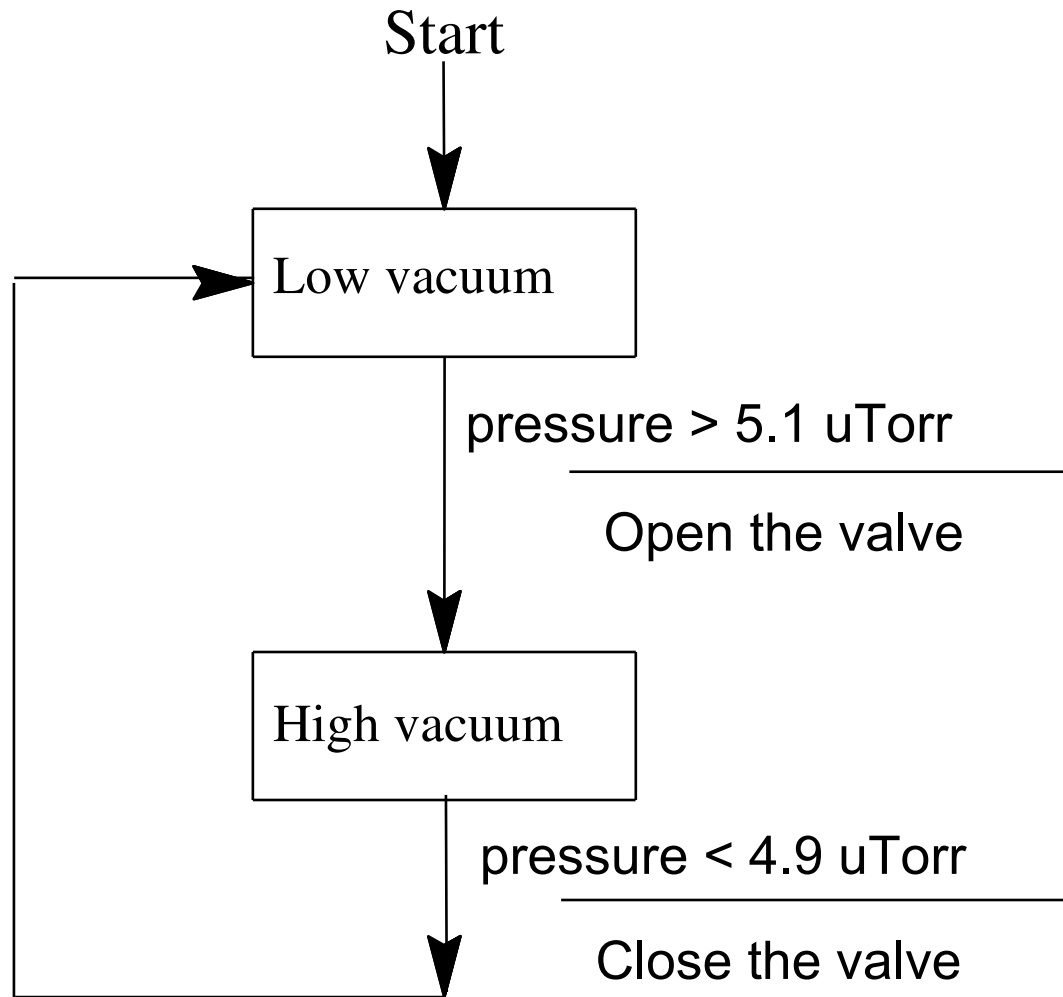 Start
Low vacuum
pressure > 5.1 uTorr
Open the valve
High vacuum
pressure < 4.9 uTorr
Close the valve